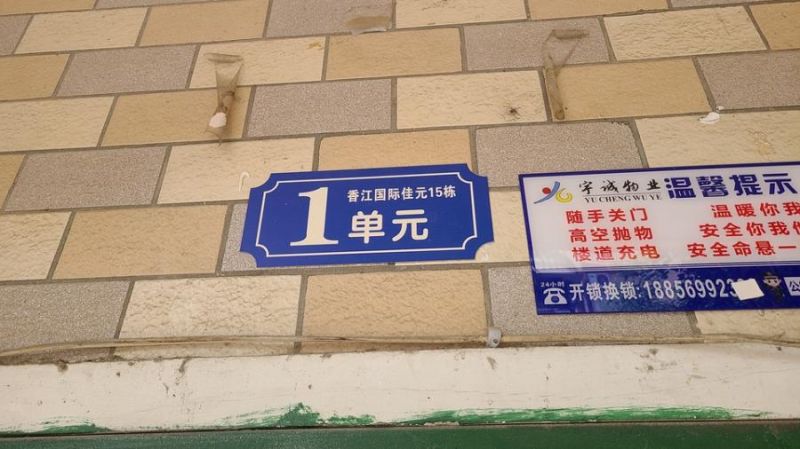 香江国际佳元15栋
1单元
宇诚物业
YU CHENG WU YE
温馨提示
随手关门 温暖你我
高空抛物 安全你我
楼道充电 安全命悬一
24小时
开锁换锁:18856992